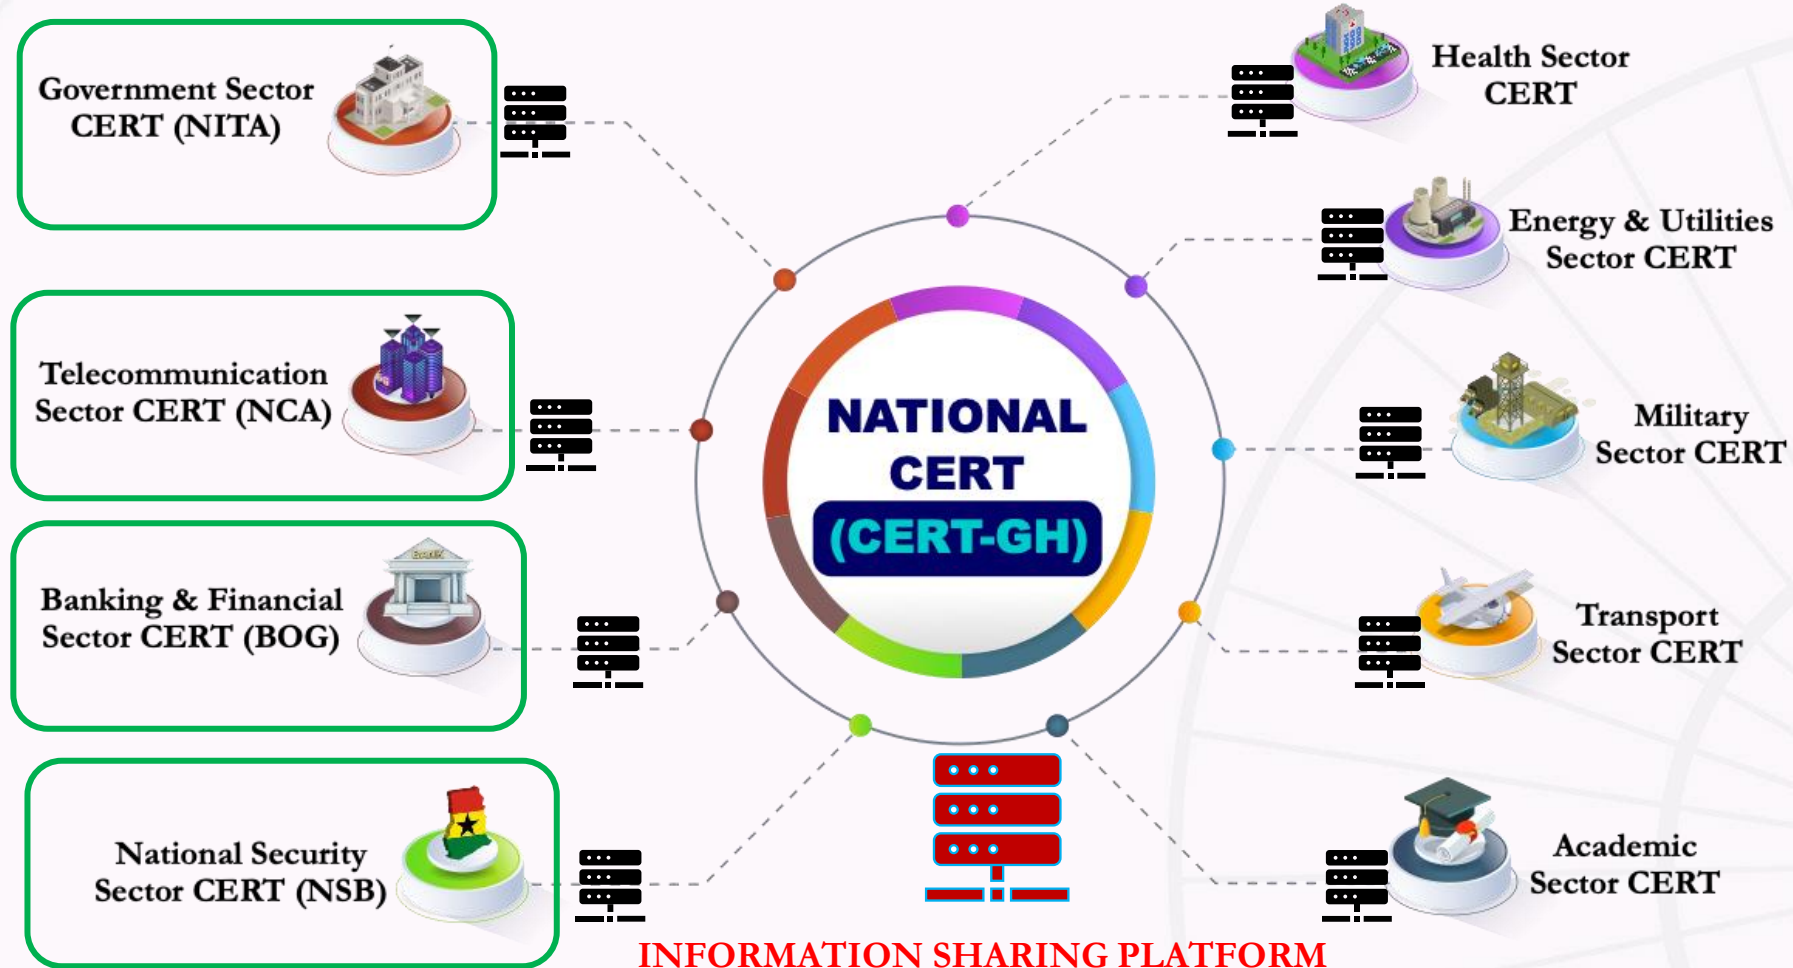 Government Sector
CERT (NITA)
Telecommunication
Sector CERT (NCA)
Banking & Financial
Sector CERT (BOG)
National Security
Sector CERT (NSB)
NATIONAL
CERT
(CERT-GH)
Health Sector
CERT
Energy & Utilities
Sector CERT
Military
Sector CERT
Transport
Sector CERT
Academic
Sector CERT
INFORMATION SHARING PLATFORM
BANK